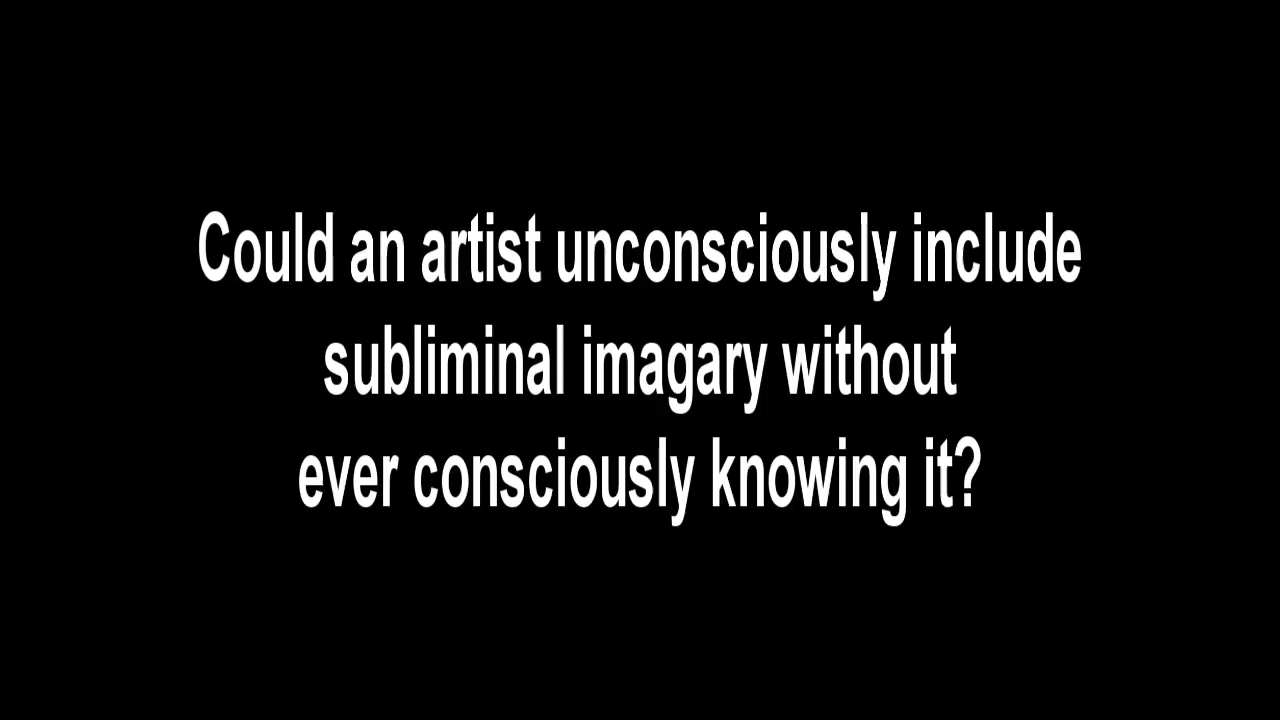 Could an artist unconsciously include
subliminal imagary without
ever consciously knowing it?